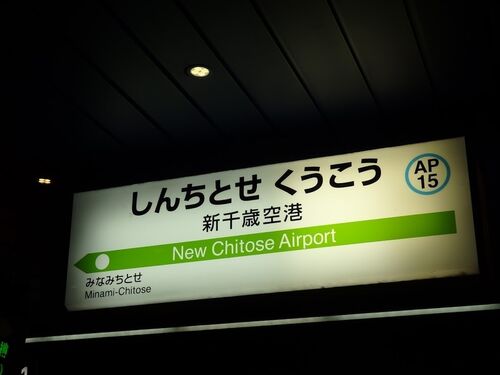 しんちとせ くうこう
AP
15
新千歳空港
New Chitose Airport
みなみちとせ
Minami-Chitose
1